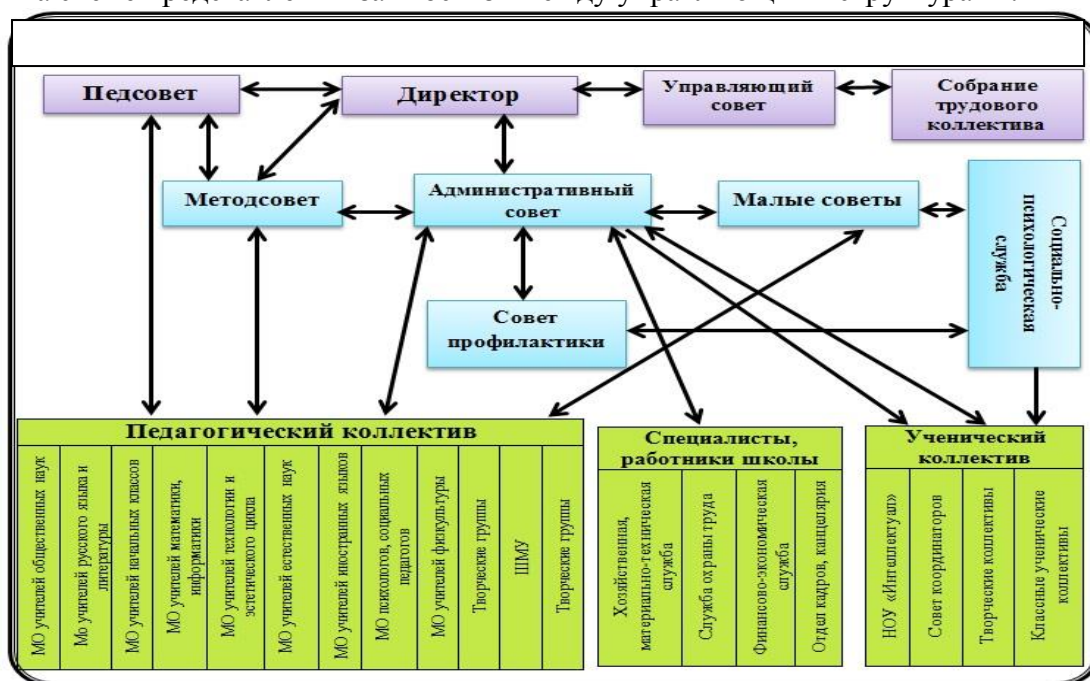 Педсовет
Директор
Управляющий
совет
Собрание
трудового
коллектива
Методсовет
Административный
совет
Малые советы
Социально-
психологическая
служба
Совет
профилактики
Педагогический коллектив
МО учителей общественных наук
Мо учителей русского языка и
литературы
МО учителей начальных классов
МО учителей математики,
информатики
МО учителей технологии и
эстетического цикла
МО учителей естественных наук
МО учителей иностранных языков
МО психологов, социальных
педагогов
МО учителей физкультуры
Творческие группы
ШМУ
Творческие группы
Специалисты,
работники школы
Хозяйственная,
материально-техническая
служба
Служба охраны труда
Финансово-экономическая
служба
Отдел кадров, канцелярия
Ученический
коллектив
НОУ «Интеллектуал»
Совет координаторов
Творческие коллективы
Классные ученические
коллективы